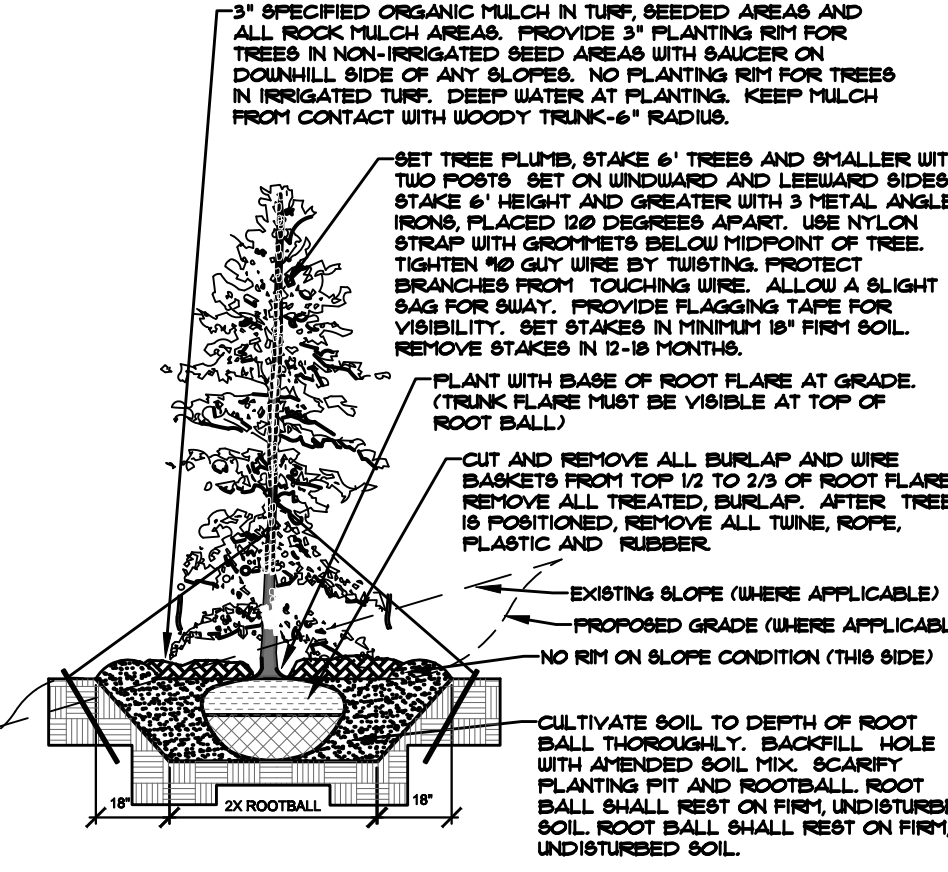 3" SPECIFIED ORGANIC MULCH IN TURF, SEEDED AREAS AND
ALL ROCK MULCH AREAS. PROVIDE 3" PLANTING RIM FOR
TREES IN NON-IRRIGATED SEED AREAS WITH SAUCER ON
DOWNHILL SIDE OF ANY SLOPES. NO PLANTING RIM FOR TREES
IN IRRIGATED TURF. DEEP WATER AT PLANTING. KEEP MULCH
FROM CONTACT WITH WOODY TRUNK-6" RADIUS.
SET TREE PLUMB, STAKE 6' TREES AND SMALLER WIT
TWO POSTS SET ON WINDWARD AND LEEWARD SIDES
STAKE 6' HEIGHT AND GREATER WITH 3 METAL ANGLE
IRONS, PLACED 120 DEGREES APART. USE NYLON
STRAP WITH GROMMETS BELOW MIDPOINT OF TREE.
TIGHTEN #10 GUY WIRE BY TWISTING. PROTECT
BRANCHES FROM TOUCHING WIRE. ALLOW A SLIGHT
SAG FOR SWAY. PROVIDE FLAGGING TAPE FOR
VISIBILITY. SET STAKES IN MINIMUM 18" FIRM SOIL.
REMOVE STAKES IN 12-18 MONTHS.
PLANT WITH BASE OF ROOT FLARE AT GRADE.
(TRUNK FLARE MUST BE VISIBLE AT TOP OF
ROOT BALL)
CUT AND REMOVE ALL BURLAP AND WIRE
BASKETS FROM TOP 1/2 TO 2/3 OF ROOT FLARE
REMOVE ALL TREATED, BURLAP. AFTER TREE
IS POSITIONED, REMOVE ALL TWINE, ROPE,
PLASTIC AND RUBBER.
EXISTING SLOPE (WHERE APPLICABLE)
PROPOSED GRADE (WHERE APPLICABL
NO RIM ON SLOPE CONDITION (THIS SIDE)
CULTIVATE SOIL TO DEPTH OF ROOT
BALL THOROUGHLY. BACKFILL HOLE
WITH AMENDED SOIL MIX. SCARIFY
PLANTING PIT AND ROOTBALL. ROOT
BALL SHALL REST ON FIRM, UNDISTURBE
SOIL. ROOT BALL SHALL REST ON FIRM,
UNDISTURBED SOIL.
18" 2X ROOTBALL 18"